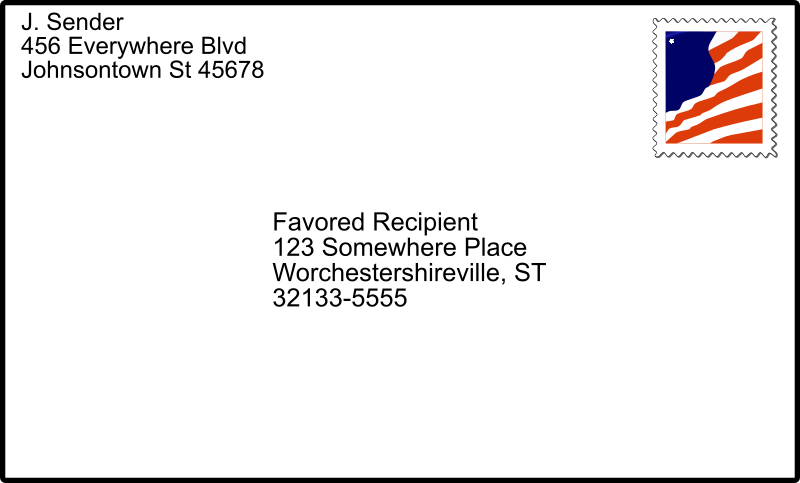 J. Sender
456 Everywhere Blvd
Johnsontown St 45678
Favored Recipient
123 Somewhere Place
Worchestershireville, ST
32133-5555